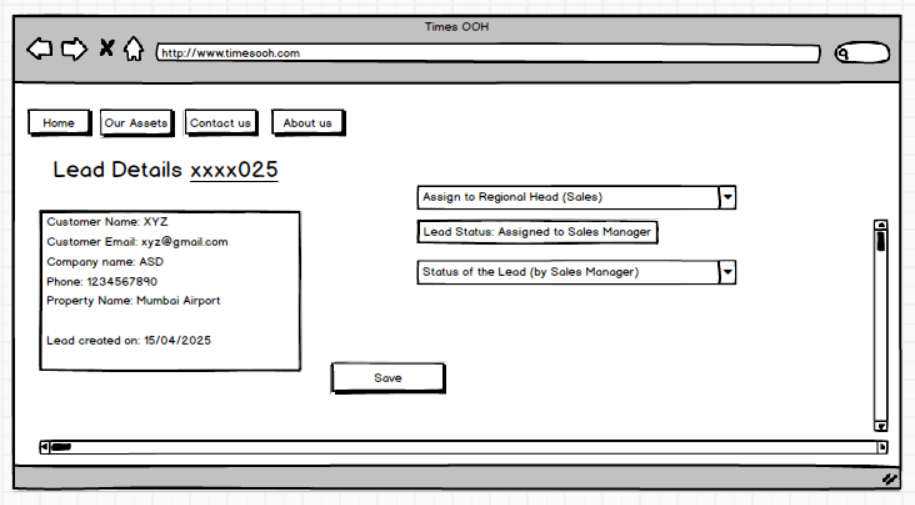 Times OOH
http://www.timesooh.com
Home Our Assets Contact us About us
Lead Details xxxx025
Assign to Regional Head (Sales)
Customer Name: XYZ
Lead Status: Assigned to Sales Manager
Customer Email: xyz@gmail.com
Company name: ASD
Status of the Lead (by Sales Manager)
Phone: 1234567890
Property Name: Mumbai Airport
Lead created on: 15/04/2025
Save